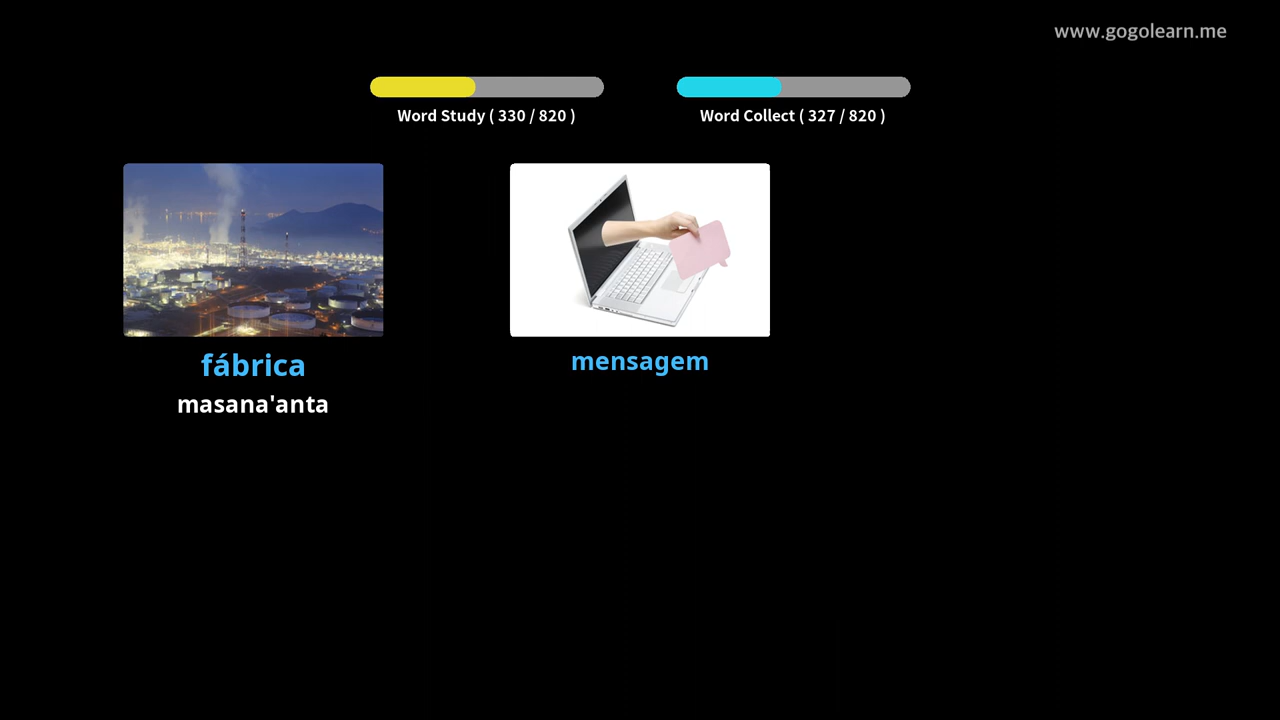 www.gogolearn.me
Word Study ( 330 / 820 )
Word Collect ( 327 / 820 )
fábrica
masana'anta
mensagem